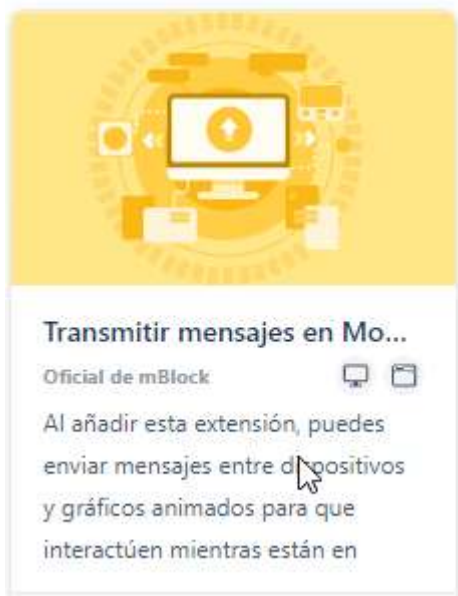 Transmitir mensajes en Mo...
Oficial de mBlock
Al añadir esta extensión, puedes
enviar mensajes entre dispositivos
y gráficos animados para que
interactúen mientras están en